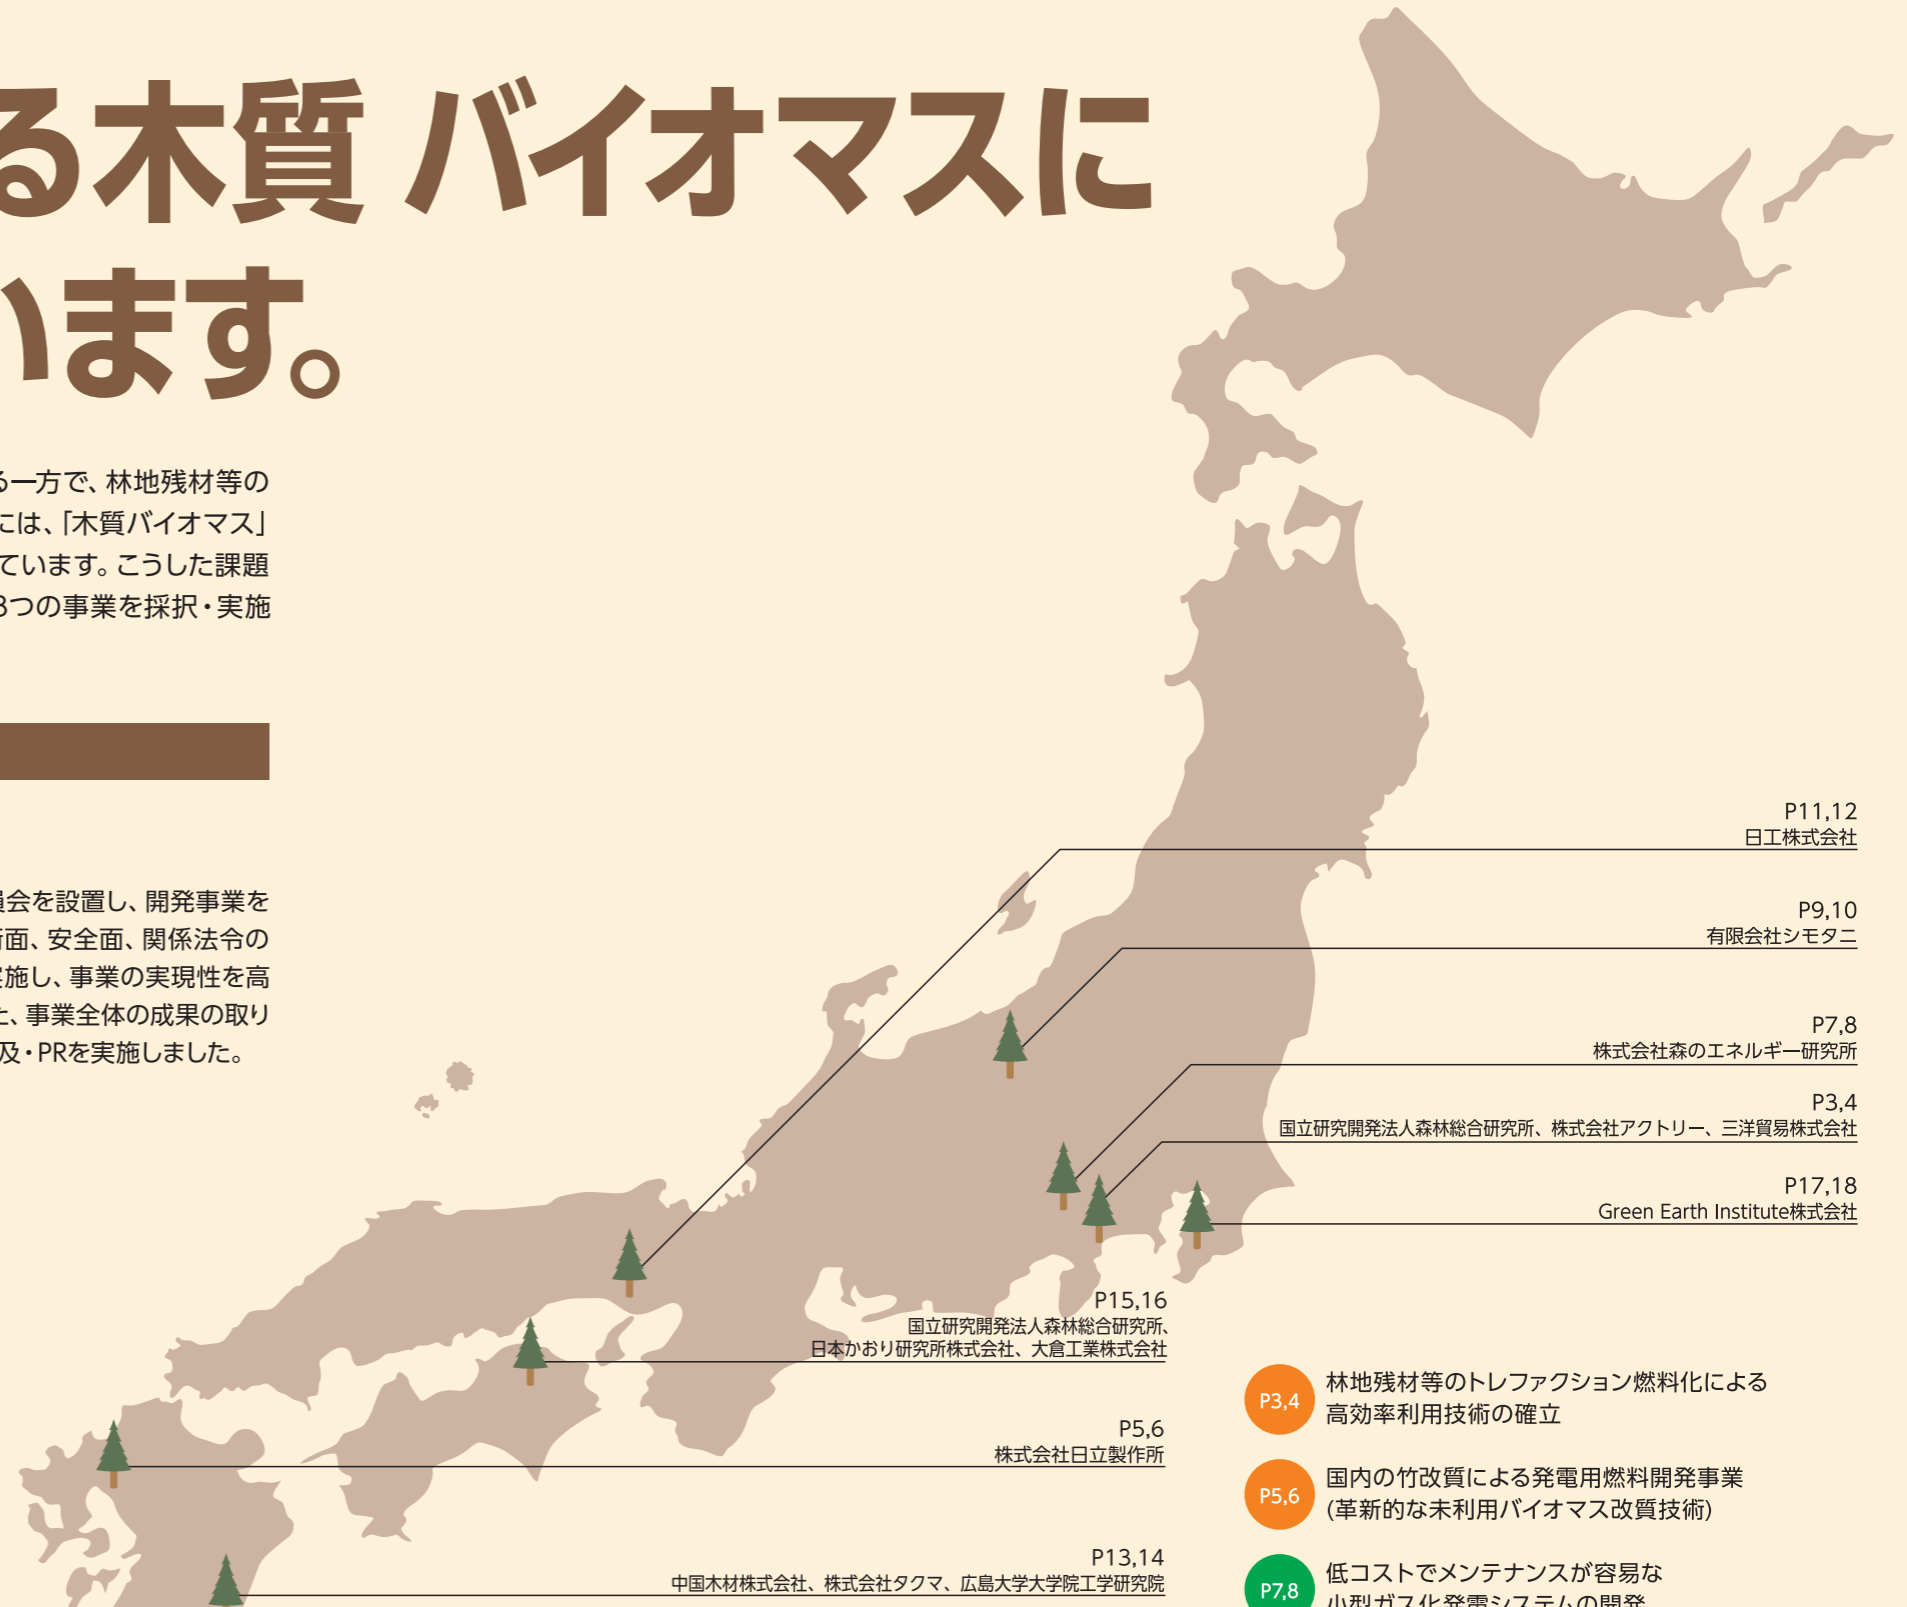 る木質 バイオマスに
います。
る一方で、林地残材等の
には、「木質バイオマス」
ています。こうした課題
8つの事業を採択・実施
員会を設置し、開発事業を
術面、安全面、関係法令の
実施し、事業の実現性を高
た、事業全体の成果の取り
及・PRを実施しました。
P11,12
日工株式会社
P9,10
有限会社シモタニ
P7,8
株式会社森のエネルギー研究所
P3,4
国立研究開発法人森林総合研究所、株式会社アクトリー、三洋貿易株式会社
P17,18
Green Earth Institute株式会社
P15,16
国立研究開発法人森林総合研究所、
日本かおり研究所株式会社、大倉工業株式会社
P5,6
株式会社日立製作所
P13,14
中国木材株式会社、株式会社タクマ、広島大学大学院工学研究院
P3,4
林地残材等のトレファクション燃料化による
高効率利用技術の確立
P5,6
国内の竹改質による発電用燃料開発事業
(革新的な未利用バイオマス改質技術)
P7,8
低コストでメンテナンスが容易な
小型ガス化発電システムの開発